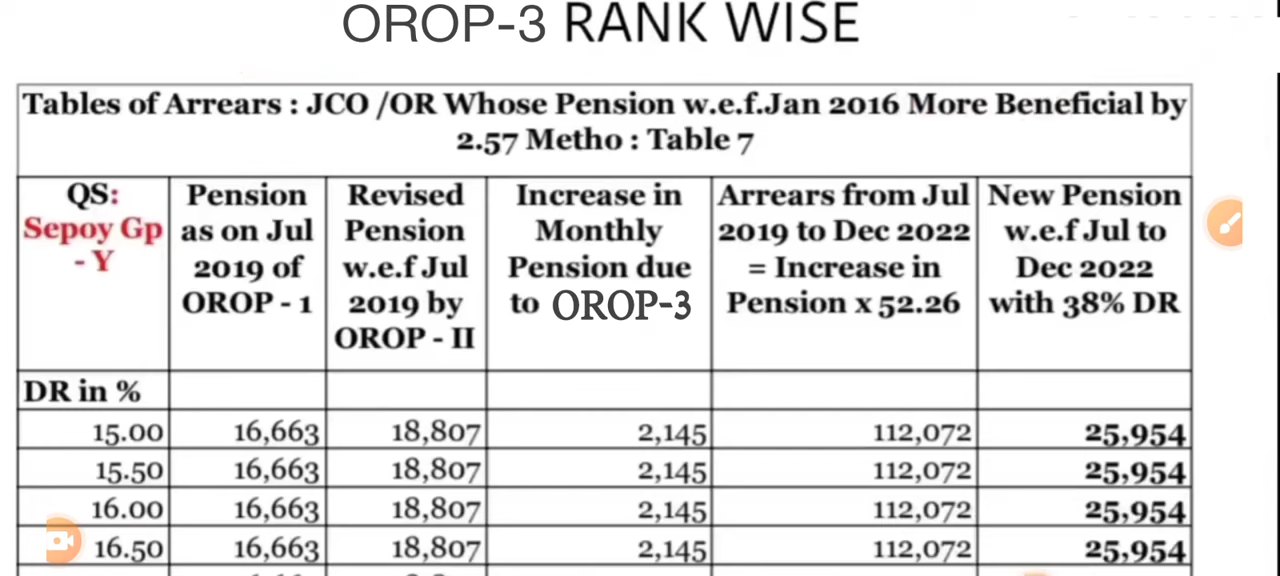 OROP-3 RANK WISE
Tables of Arrears : JCO /OR Whose Pension w.e.f.Jan 2016 More Beneficial by
2.57 Metho : Table 7
QS:
Sepoy Gp
- Y
Pension
as on Jul
2019 of
OROP - 1
Revised
Pension
w.e.f Jul
2019 by
OROP - II
Increase in
Monthly
Pension due
to OROP-3
Arrears from Jul
2019 to Dec 2022
= Increase in
Pension x 52.26
New Pension
w.e.f Jul to
Dec 2022
with 38% DR
DR in %
15.00 16,663 18,807 2,145 112,072 25,954
15.50 16,663 18,807 2,145 112,072 25,954
16.00 16,663 18,807 2,145 112,072 25,954
16.50 16,663 18,807 2,145 112,072 25,954